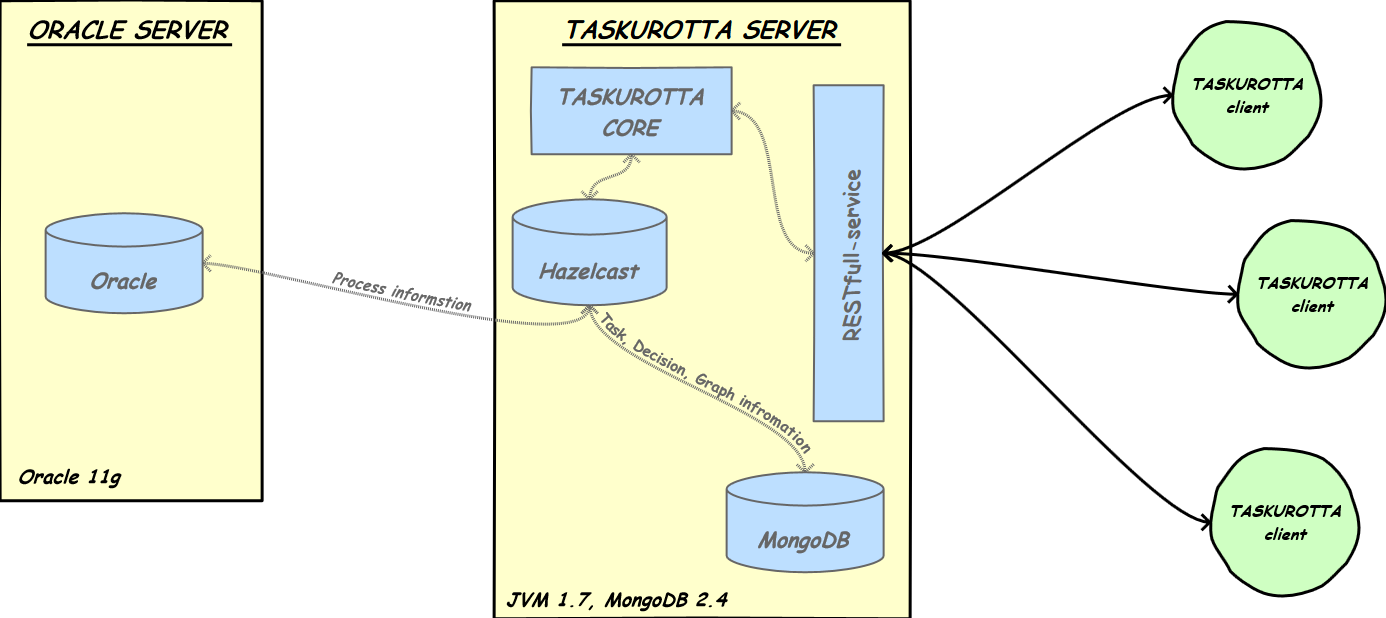 ORACLE SERVER
Oracle
Oracle 11g
Process informstion
TASKUROTTA SERVER
TASKUROTTA
CORE
Hazelcast
RESTfull-service
Task, Decision, Graph infromation
MongoDB
JVM 1.7, MongoDB 2.4
TASKUROTTA
client
TASKUROTTA
client
TASKUROTTA
client